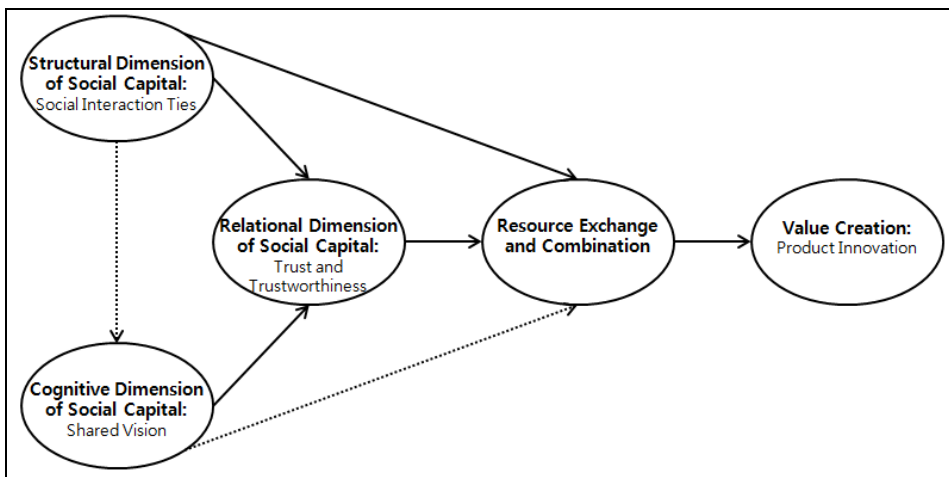 Structural Dimension
of Social Capital:
Social Interaction Ties
Relational Dimension
of Social Capital:
Trust and
Trustworthiness
Resource Exchange
and Combination
Value Creation:
Product Innovation
Cognitive Dimension
of Social Capital:
Shared Vision